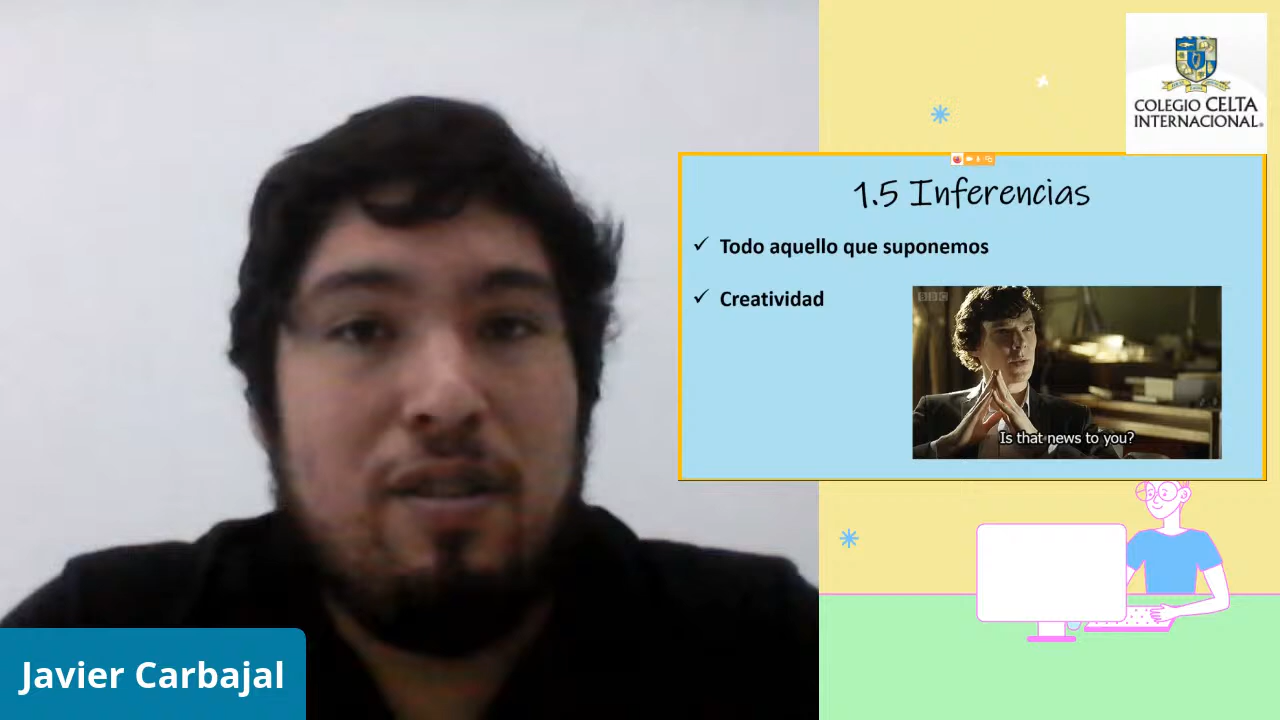 COLEGIO CELTA
INTERNACIONAL
1.5 Inferencias
✓ Todo aquello que suponemos
✓ Creatividad
BBC
Is that news to you?
Javier Carbajal